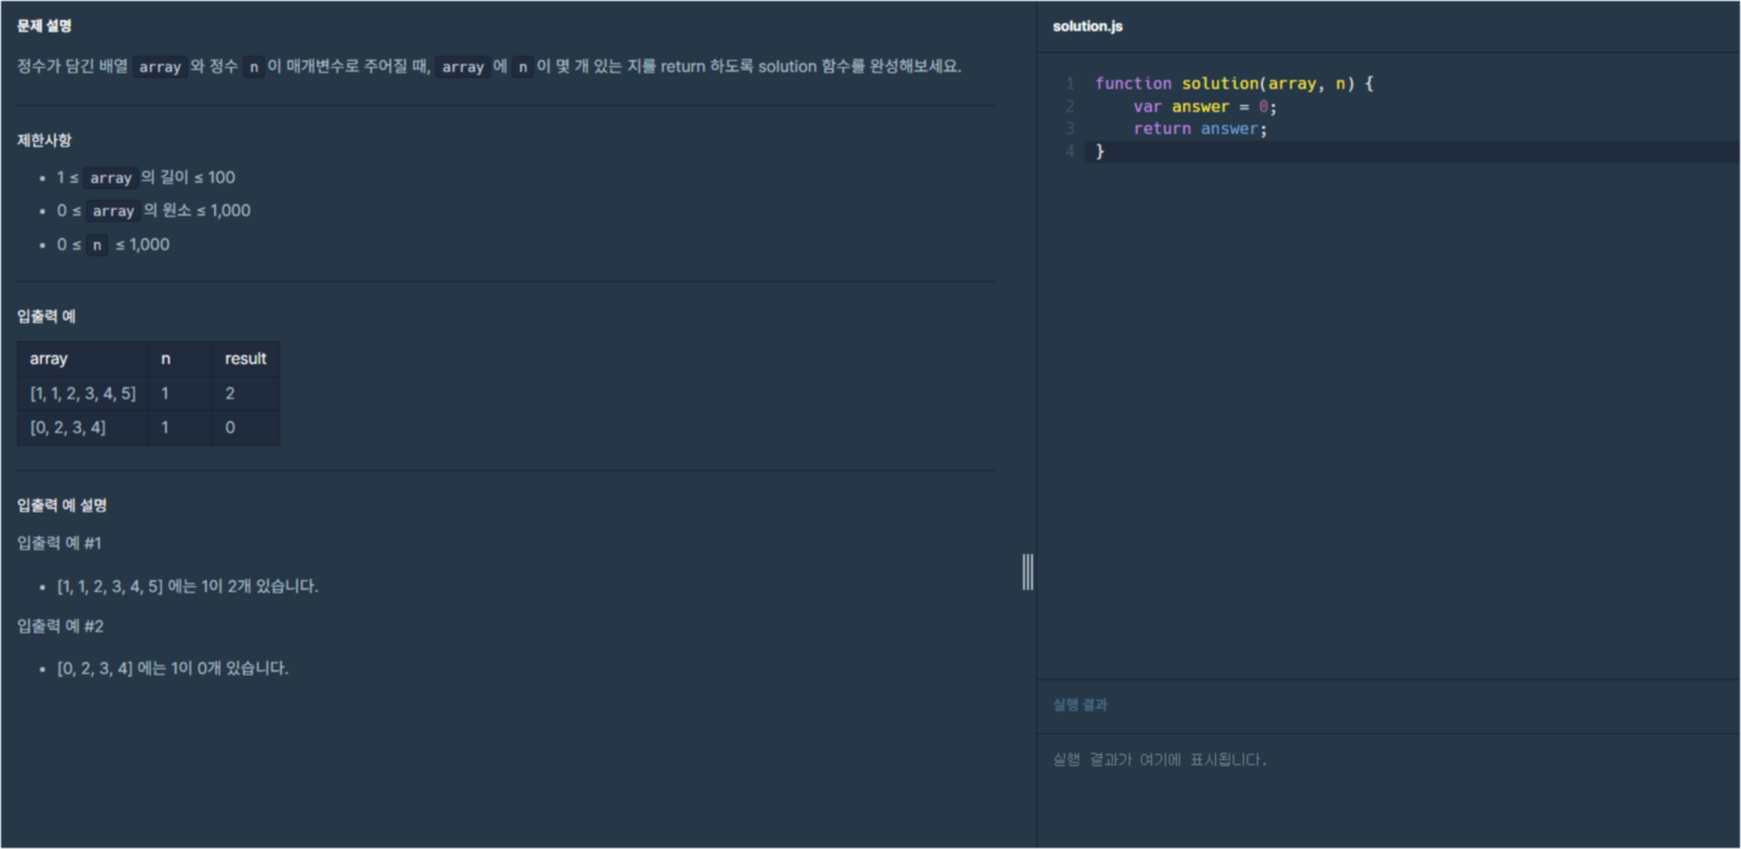 문제 설명
정수가 담긴 배열 array 와 정수 n 이 매개변수로 주어질 때, array 에 n 이 몇 개 있는 지를 return 하도록 solution 함수를 완성해보세요.
제한사항
• 1 ≤ array 의 길이 ≤ 100
• 0 ≤ array 의 원소 ≤ 1,000
• 0 ≤ n ≤ 1,000
입출력 예
array n result
[1, 1, 2, 3, 4, 5] 1 2
[0, 2, 3, 4] 1 0
입출력 예 설명
입출력 예 #1
• [1, 1, 2, 3, 4, 5] 에는 1이 2개 있습니다.
입출력 예 #2
• [0, 2, 3, 4] 에는 1이 0개 있습니다.
solution.js
1 function solution(array, n) {
2     var answer = 0;
3     return answer;
4 }
실행 결과
실행 결과가 여기에 표시됩니다.